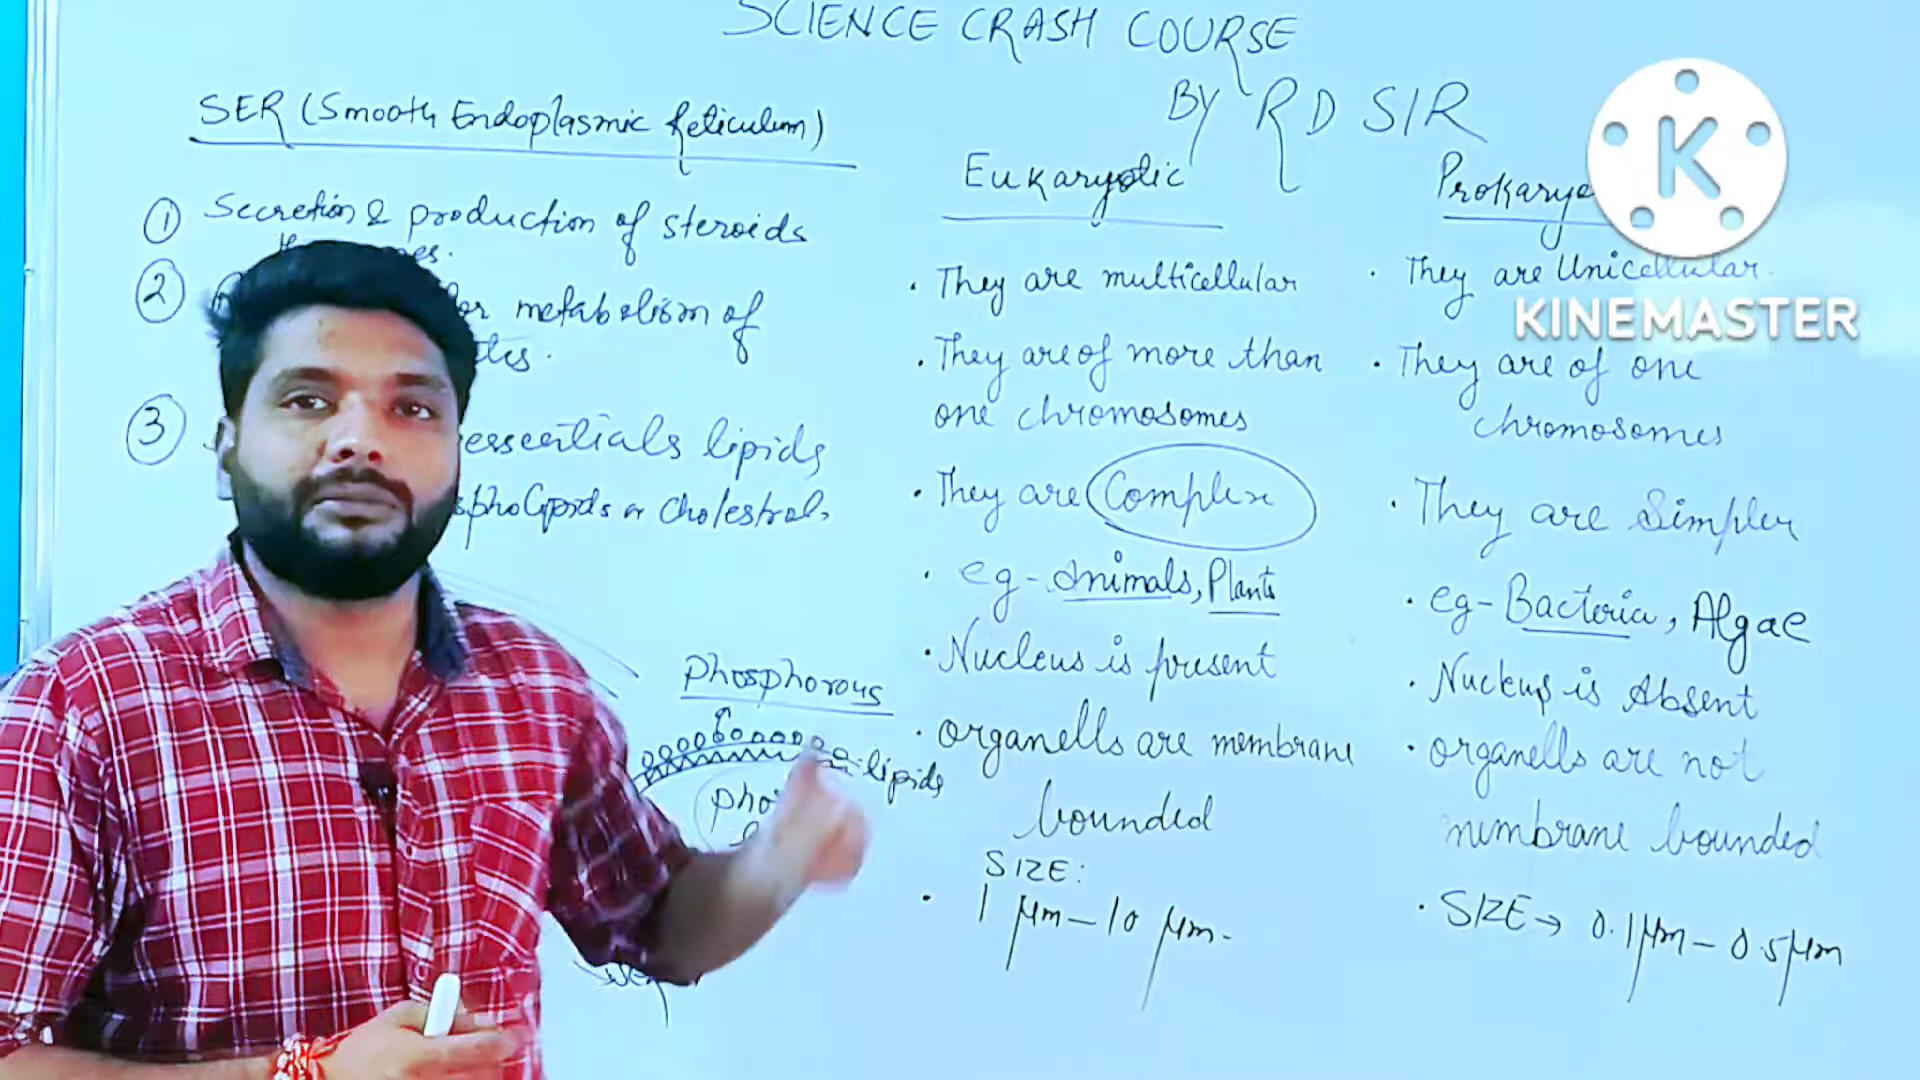 SCIENCE CRASH COURSE
BY R D SIR
SER (Smooth Endoplasmic Reticulum)
① Secretion & production of steroids
② metabolism of
③ essentials lipids
or Cholestrol.
Phosphorous
lipids
Eukaryotic
• They are multicellular
• They are of more than
one chromosomes
• They are Complex
• eg - Animals, Plants
• Nucleus is present
• organells are membrane
bounded
SIZE:
• 1 μm - 10 μm.
Prokaryo
• They are Unicellular.
• They are of one
chromosomes
• They are Simpler
• eg - Bacteria, Algae
• Nucleus is Absent
• organells are not
membrane bounded
• SIZE → 0.1μm - 0.5μm
K
KINEMASTER